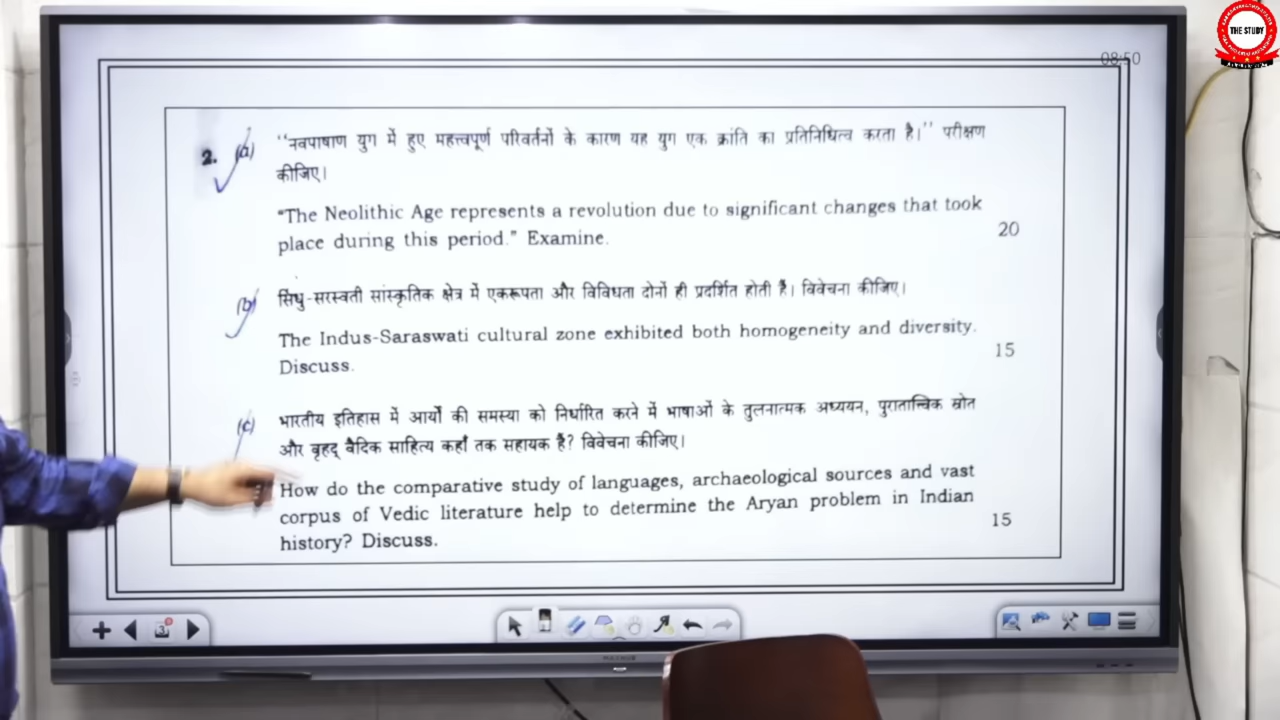 THE STUDY
08:50
2. (a) ‘‘नवपाषाण युग में हुए महत्त्वपूर्ण परिवर्तनों के कारण यह युग एक क्रांति का प्रतिनिधित्व करता है।’’ परीक्षण
कीजिए।
“The Neolithic Age represents a revolution due to significant changes that took
place during this period.” Examine.
20
(b) सिंधु-सरस्वती सांस्कृतिक क्षेत्र में एकरूपता और विविधता दोनों ही प्रदर्शित होती हैं। विवेचना कीजिए।
The Indus-Saraswati cultural zone exhibited both homogeneity and diversity.
Discuss.
15
(c) भारतीय इतिहास में आर्यों की समस्या को निर्धारित करने में भाषाओं के तुलनात्मक अध्ययन, पुरातात्त्विक स्रोत
और वृहद् वैदिक साहित्य कहाँ तक सहायक हैं? विवेचना कीजिए।
How do the comparative study of languages, archaeological sources and vast
corpus of Vedic literature help to determine the Aryan problem in Indian
history? Discuss.
15
3